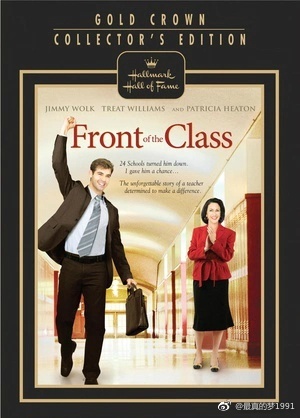 GOLD CROWN
COLLECTOR'S EDITION
Hallmark
Hall of Fame
JIMMY WOLK TREAT WILLIAMS AND PATRICIA HEATON
Front of the Class
24 Schools turned him down.
1 gave him a chance…
The unforgettable story of a teacher
determined to make a difference.
@最真的梦1991